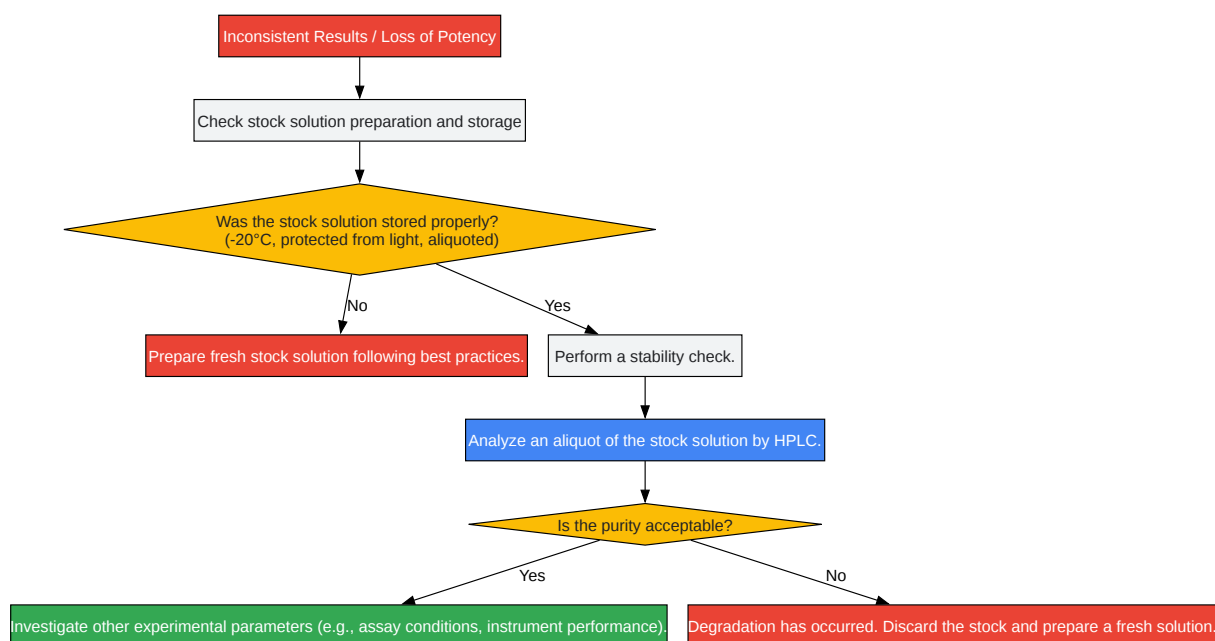 Inconsistent Results / Loss of Potency
Check stock solution preparation and storage
Was the stock solution stored properly?
(-20°C, protected from light, aliquoted)
No
Yes
Prepare fresh stock solution following best practices.
Perform a stability check.
Analyze an aliquot of the stock solution by HPLC.
Is the purity acceptable?
Yes
No
Investigate other experimental parameters (e.g., assay conditions, instrument performance).
Degradation has occurred. Discard the stock and prepare a fresh solution.